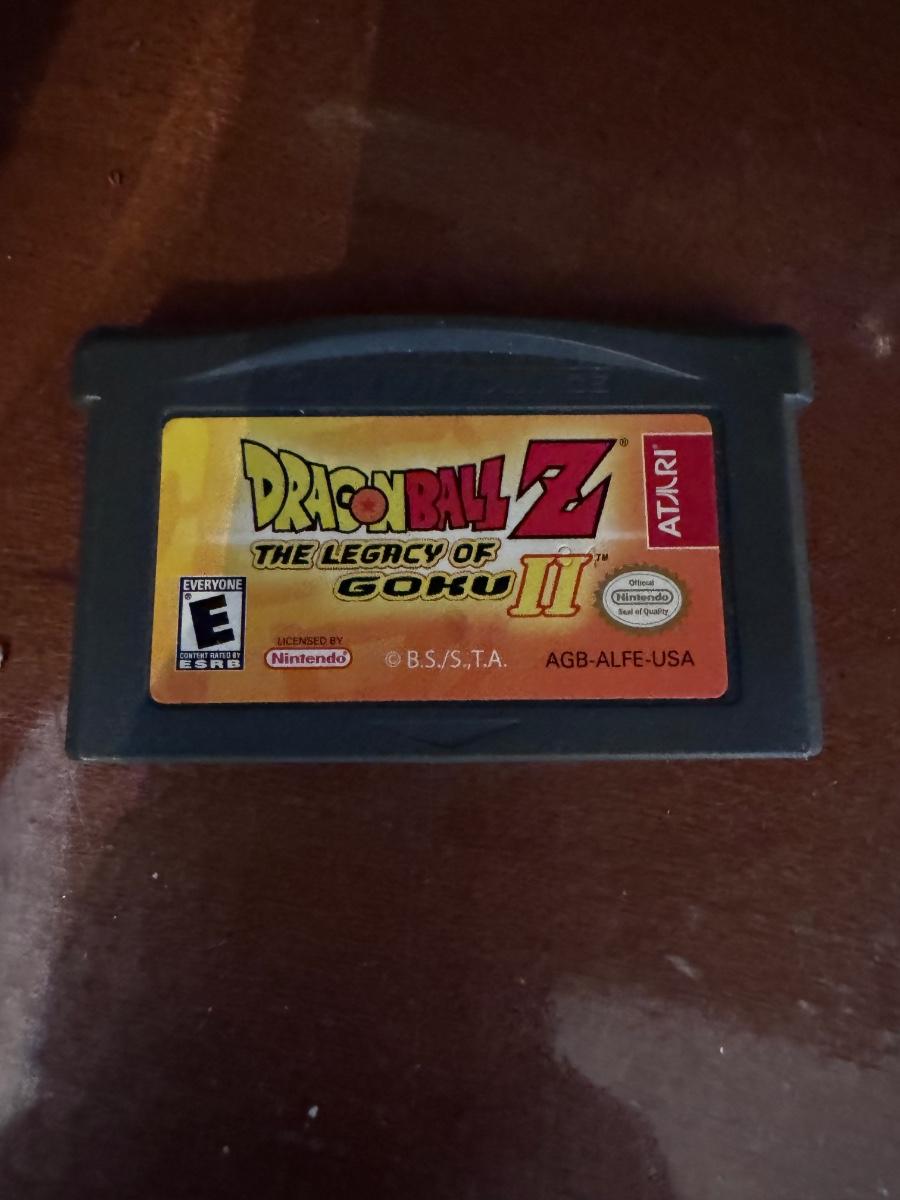 DRAGONBALL Z®
ATARI®
THE LEGACY OF
GOKU II™
EVERYONE
E®
CONTENT RATED BY
ESRB
LICENSED BY
Nintendo®
© B.S./S.,T.A.
Official
Nintendo
Seal of Quality
AGB-ALFE-USA